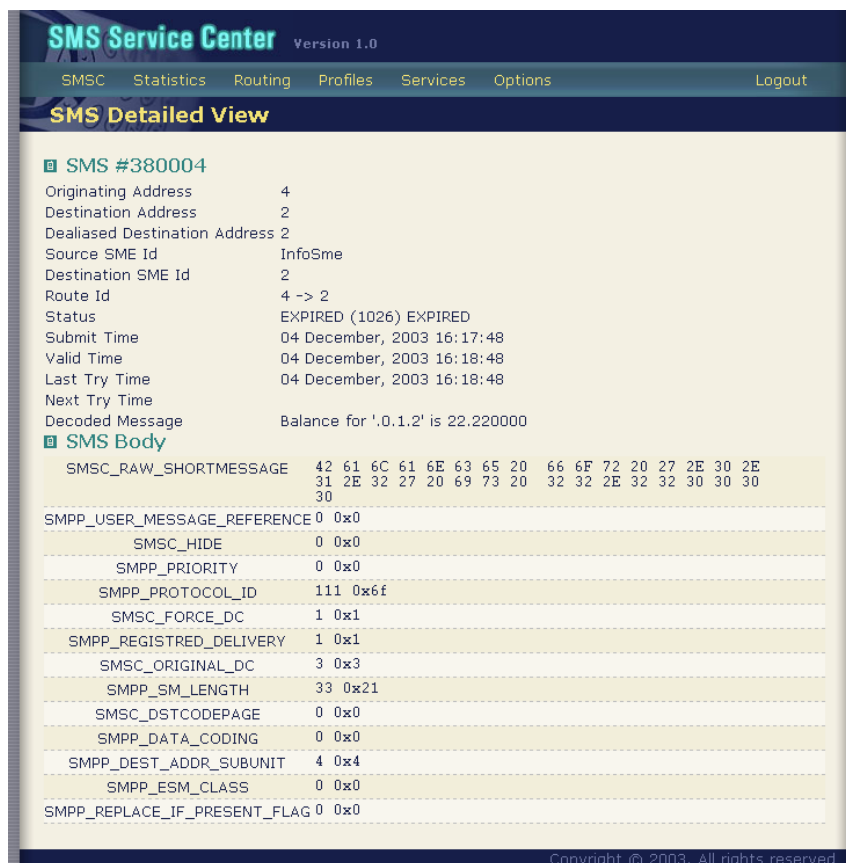 SMS Service Center Version 1.0
SMSC Statistics Routing Profiles Services Options Logout
SMS Detailed View
SMS #380004
Originating Address 4
Destination Address 2
Dealiased Destination Address 2
Source SME Id InfoSme
Destination SME Id 2
Route Id 4 -> 2
Status EXPIRED (1026) EXPIRED
Submit Time 04 December, 2003 16:17:48
Valid Time 04 December, 2003 16:18:48
Last Try Time 04 December, 2003 16:18:48
Next Try Time
Decoded Message Balance for '.0.1.2' is 22.220000
SMS Body
SMSC_RAW_SHORTMESSAGE 42 61 6C 61 6E 63 65 20 66 6F 72 20 27 2E 30 2E
31 2E 32 27 20 69 73 20 32 32 2E 32 32 30 30 30
30
SMPP_USER_MESSAGE_REFERENCE 0 0x0
SMSC_HIDE 0 0x0
SMPP_PRIORITY 0 0x0
SMPP_PROTOCOL_ID 111 0x6f
SMSC_FORCE_DC 1 0x1
SMPP_REGISTRED_DELIVERY 1 0x1
SMSC_ORIGINAL_DC 3 0x3
SMPP_SM_LENGTH 33 0x21
SMSC_DSTCODEPAGE 0 0x0
SMPP_DATA_CODING 0 0x0
SMPP_DEST_ADDR_SUBUNIT 4 0x4
SMPP_ESM_CLASS 0 0x0
SMPP_REPLACE_IF_PRESENT_FLAG 0 0x0
Copyright © 2003. All rights reserved